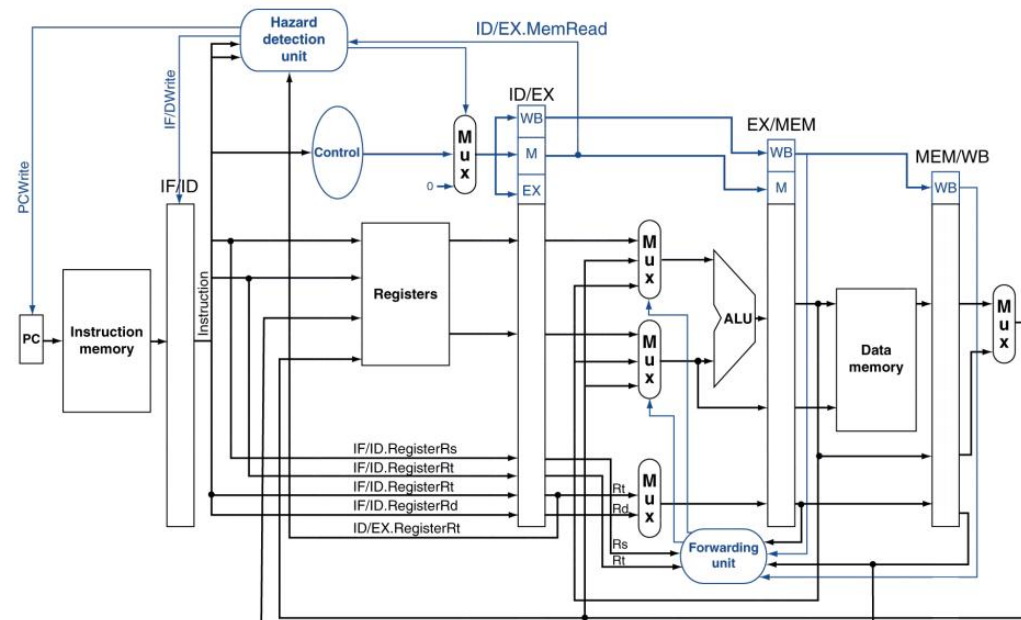 Hazard
detection
unit
ID/EX.MemRead
PCWrite
IF/DWrite
IF/ID
Control
0
M
u
x
ID/EX
WB
M
EX
EX/MEM
WB
M
MEM/WB
WB
PC
Instruction
memory
Instruction
Registers
M
u
x
M
u
x
ALU
Data
memory
M
u
x
IF/ID.RegisterRs
IF/ID.RegisterRt
IF/ID.RegisterRt
IF/ID.RegisterRd
ID/EX.RegisterRt
Rt
Rd
M
u
x
Rs
Rt
Forwarding
unit